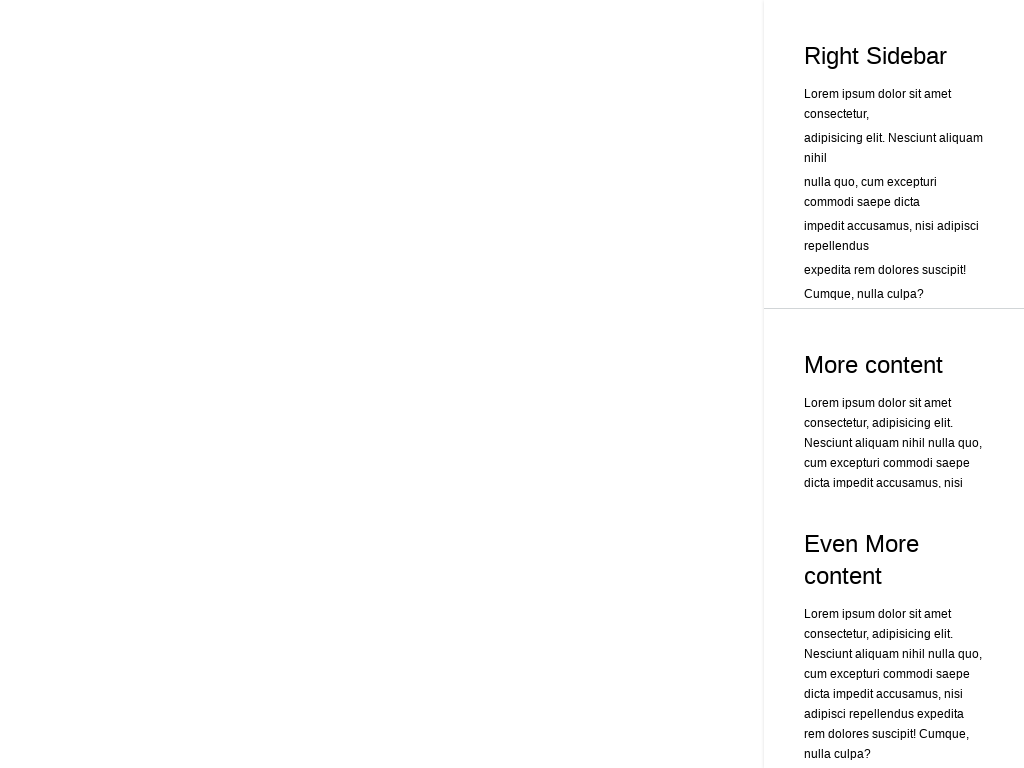 Right Sidebar
Lorem ipsum dolor sit amet
consectetur,
adipisicing elit. Nesciunt aliquam
nihil
nulla quo, cum excepturi
commodi saepe dicta
impedit accusamus, nisi adipisci
repellendus
expedita rem dolores suscipit!
Cumque, nulla culpa?
More content
Lorem ipsum dolor sit amet
consectetur, adipisicing elit.
Nesciunt aliquam nihil nulla quo,
cum excepturi commodi saepe
dicta impedit accusamus, nisi
Even More
content
Lorem ipsum dolor sit amet
consectetur, adipisicing elit.
Nesciunt aliquam nihil nulla quo,
cum excepturi commodi saepe
dicta impedit accusamus, nisi
adipisci repellendus expedita
rem dolores suscipit! Cumque,
nulla culpa?